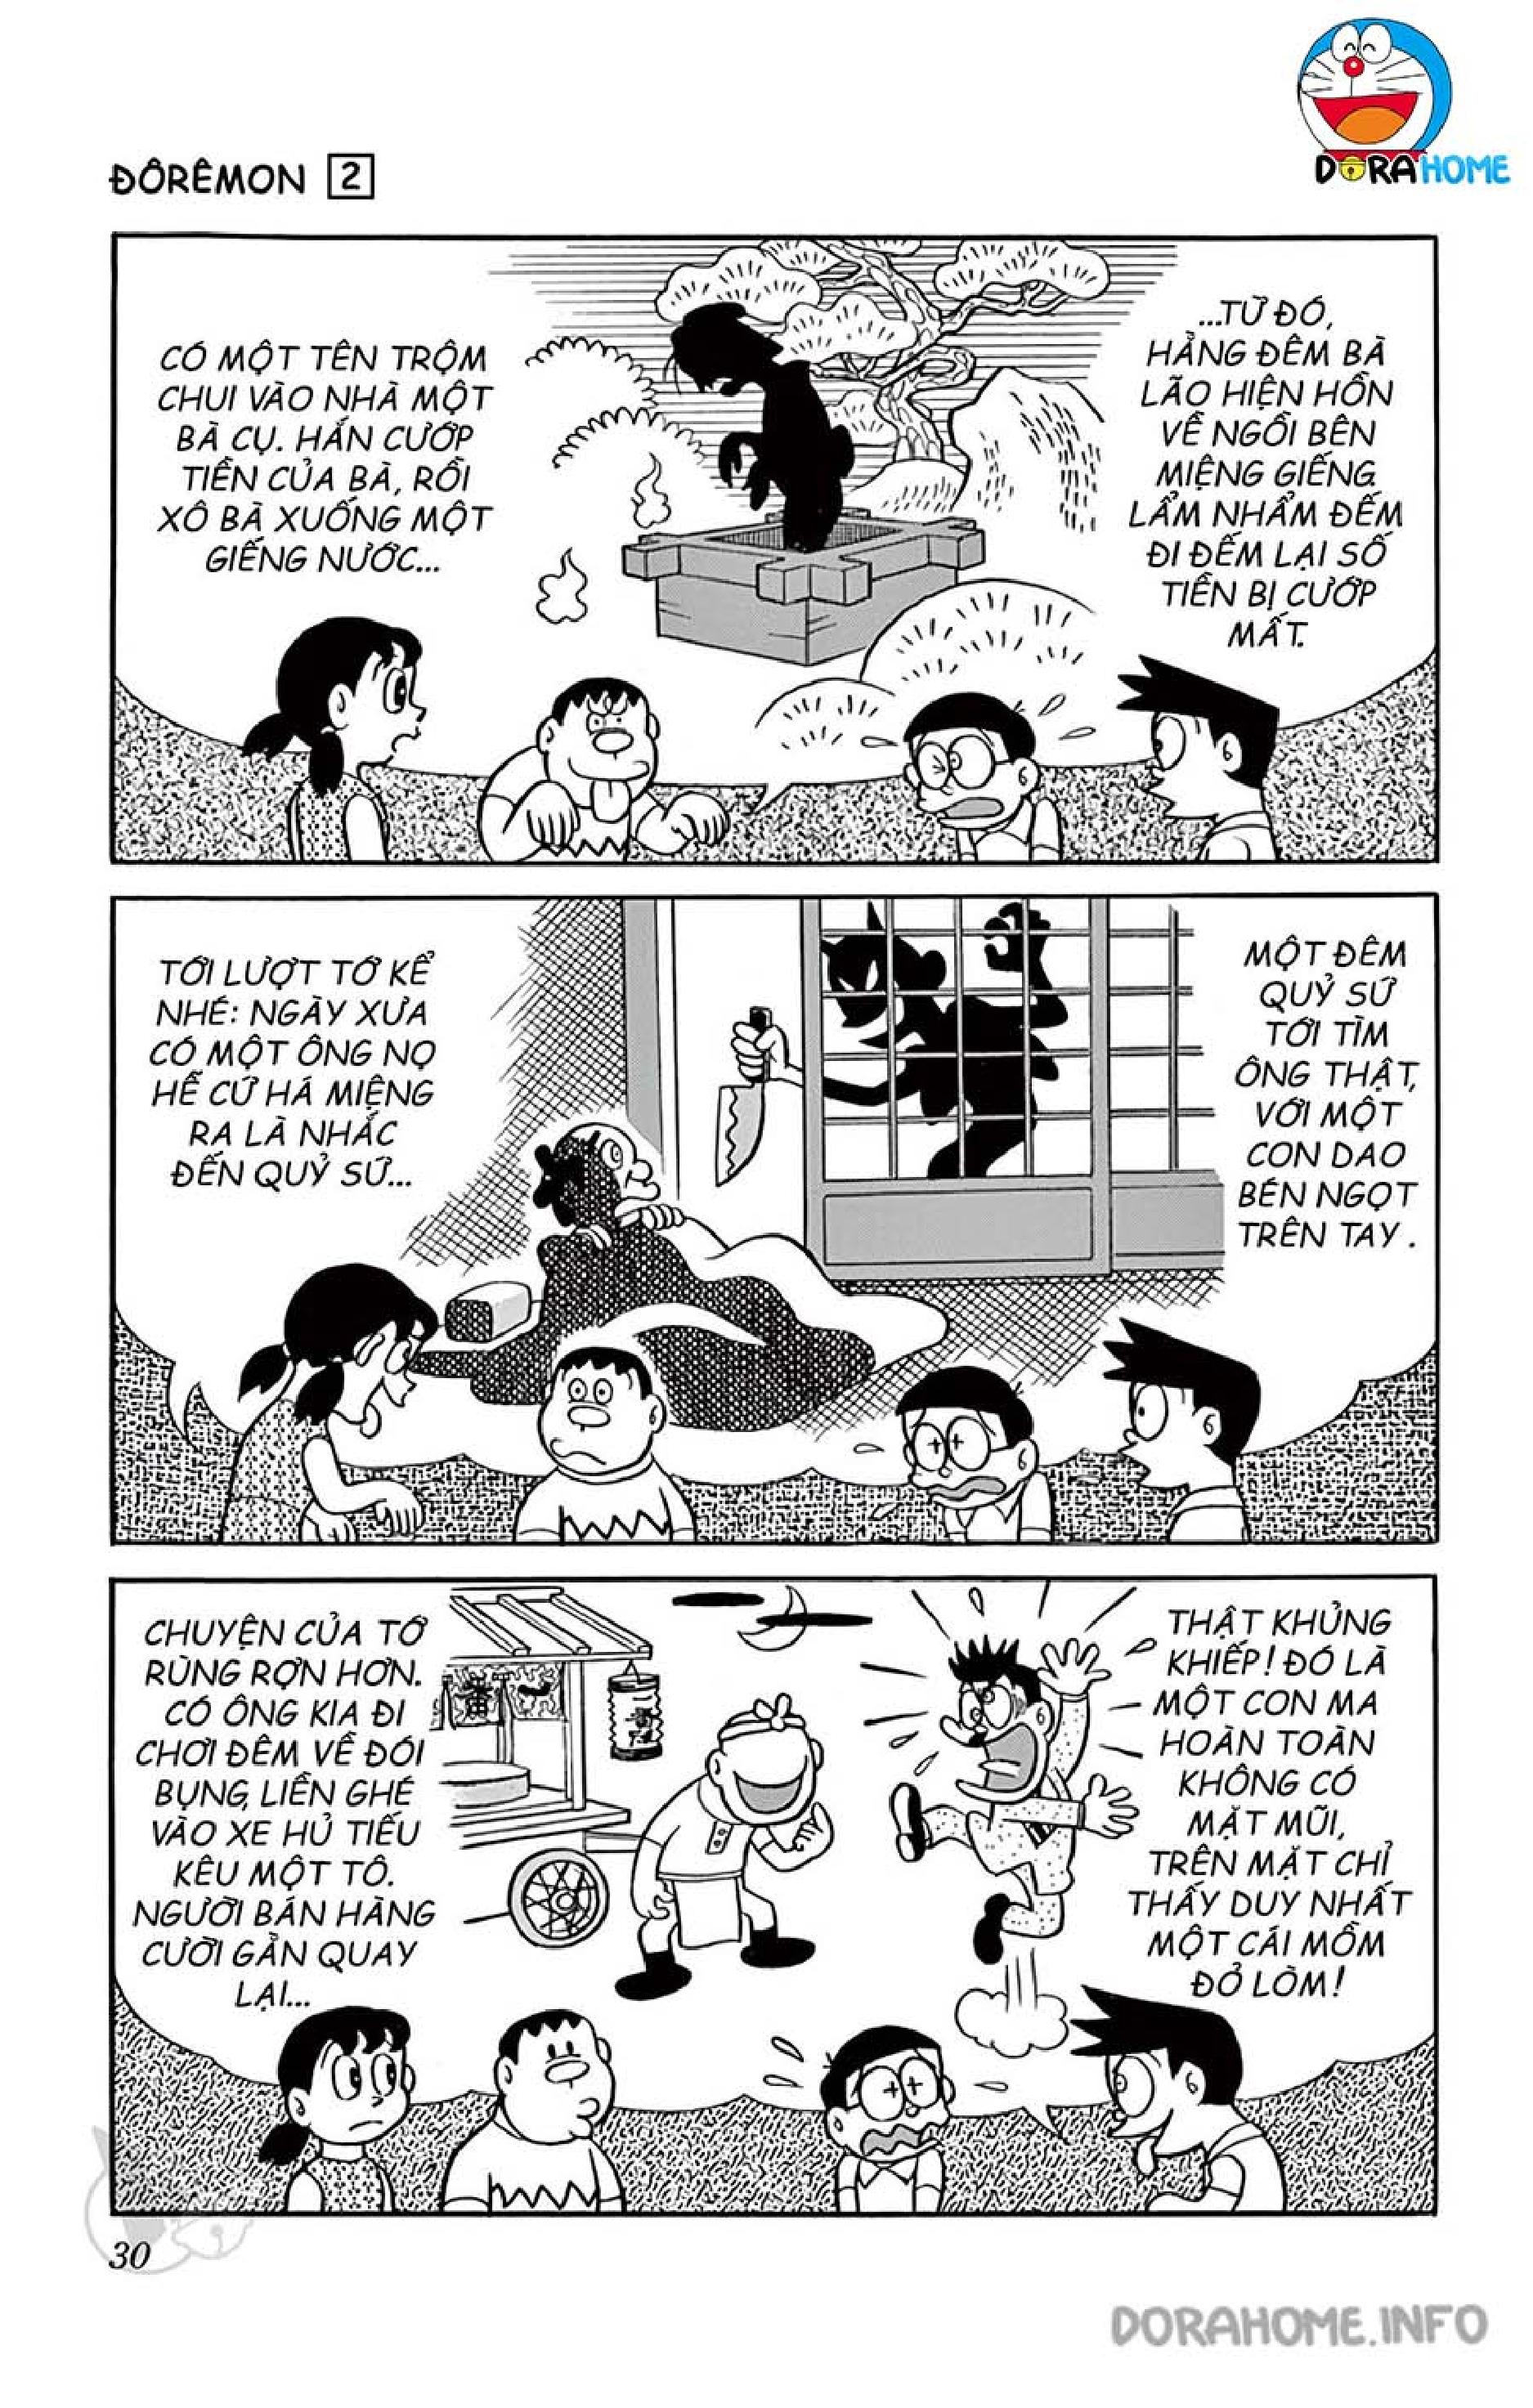 DORAHOME
ĐÔRÊMON 2
CÓ MỘT TÊN TRỘM
CHUI VÀO NHÀ MỘT
BÀ CỤ. HẮN CƯỚP
TIỀN CỦA BÀ, RỒI
XÔ BÀ XUỐNG MỘT
GIẾNG NƯỚC...
...TỪ ĐÓ,
HẰNG ĐÊM BÀ
LÃO HIỆN HỒN
VỀ NGỒI BÊN
MIỆNG GIẾNG
LẨM NHẨM ĐẾM
ĐI ĐẾM LẠI SỐ
TIỀN BỊ CƯỚP
MẤT.
TỚI LƯỢT TỚ KỂ
NHÉ: NGÀY XƯA
CÓ MỘT ÔNG NỌ
HỄ CỨ HÁ MIỆNG
RA LÀ NHẮC
ĐẾN QUỶ SỨ...
MỘT ĐÊM
QUỶ SỨ
TỚI TÌM
ÔNG THẬT,
VỚI MỘT
CON DAO
BÉN NGỌT
TRÊN TAY.
CHUYỆN CỦA TỚ
RÙNG RỢN HƠN.
CÓ ÔNG KIA ĐI
CHƠI ĐÊM VỀ ĐÓI
BỤNG, LIỀN GHÉ
VÀO XE HỦ TIẾU
KÊU MỘT TÔ.
NGƯỜI BÁN HÀNG
CƯỜI GẰN QUAY
LẠI...
THẬT KHỦNG
KHIẾP! ĐÓ LÀ
MỘT CON MA
HOÀN TOÀN
KHÔNG CÓ
MẶT MŨI,
TRÊN MẶT CHỈ
THẤY DUY NHẤT
MỘT CÁI MỒM
ĐỎ LÒM!
30
DORAHOME.INFO